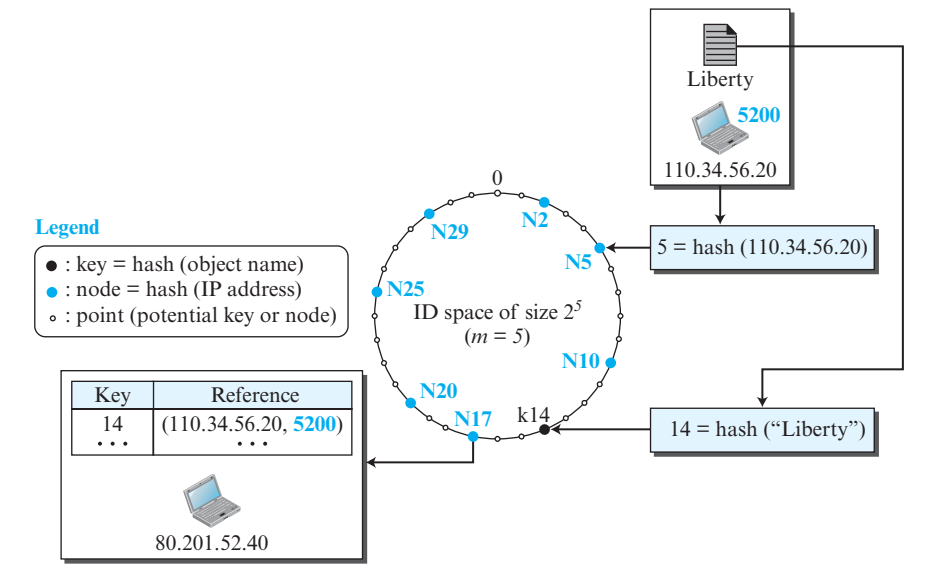 Liberty
5200
110.34.56.20
5 = hash (110.34.56.20)
14 = hash (“Liberty”)
0
N2
N5
N10
k14
N17
N20
N25
N29
ID space of size 2⁵
(m = 5)
Legend
: key = hash (object name)
: node = hash (IP address)
: point (potential key or node)
Key Reference
14 (110.34.56.20, 5200)
• • • • • •
80.201.52.40